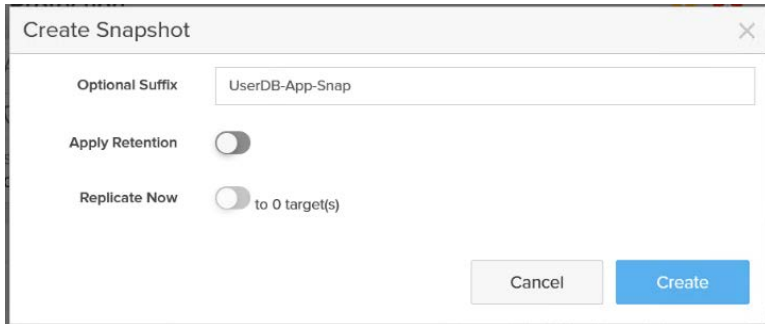 Create Snapshot
Optional Suffix UserDB-App-Snap
Apply Retention
Replicate Now to 0 target(s)
Cancel Create